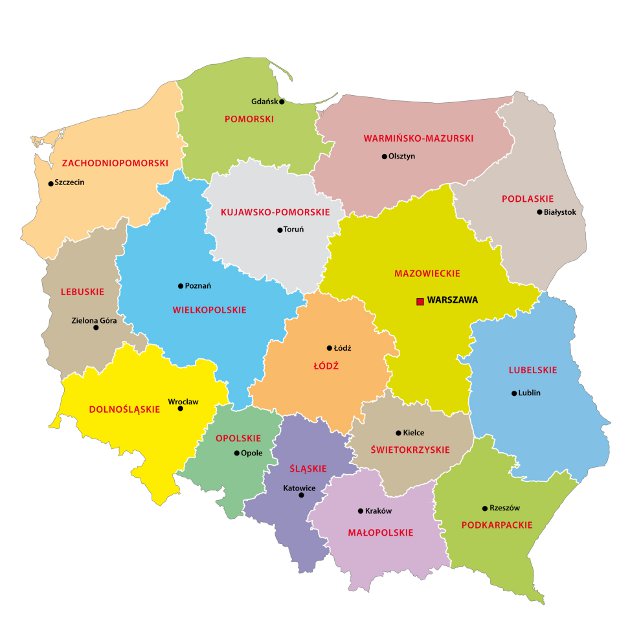 Gdańsk
POMORSKI
WARMIŃSKO-MAZURSKI
Olsztyn
ZACHODNIOPOMORSKI
Szczecin
PODLASKIE
Białystok
KUJAWSKO-POMORSKIE
Toruń
MAZOWIECKIE
WARSZAWA
LEBUSKIE
Zielona Góra
Poznań
WIELKOPOLSKIE
Łódź
ŁÓDŹ
LUBELSKIE
Lublin
DOLNOŚLĄSKIE
Wrocław
OPOLSKIE
Opole
ŚLĄSKIE
Katowice
Kielce
ŚWIETOKRZYSKIE
Kraków
MAŁOPOLSKIE
Rzeszów
PODKARPACKIE